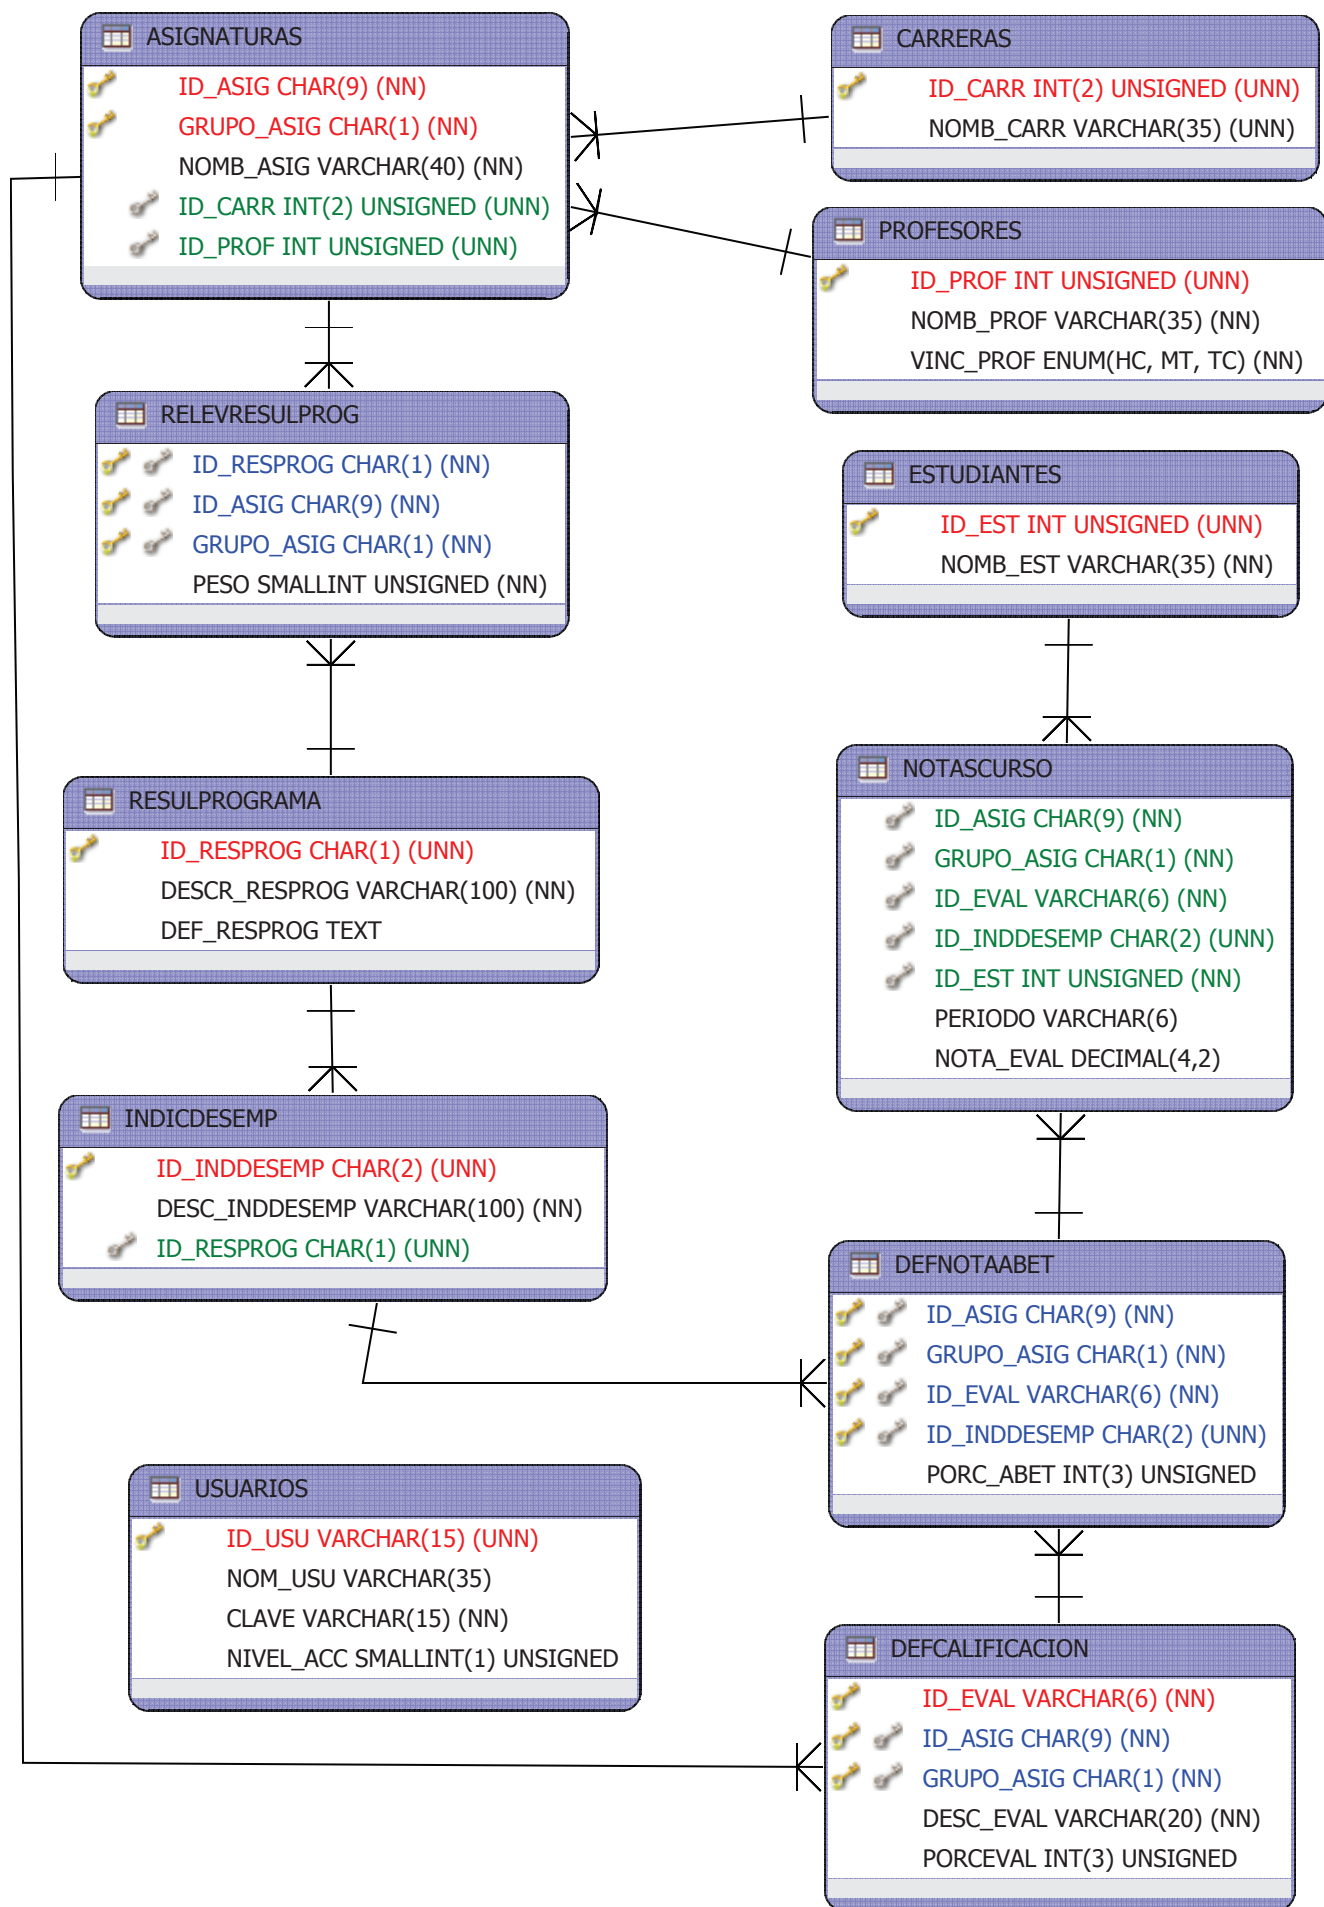 ASIGNATURAS
ID_ASIG CHAR(9) (NN)
GRUPO_ASIG CHAR(1) (NN)
NOMB_ASIG VARCHAR(40) (NN)
ID_CARR INT(2) UNSIGNED (UNN)
ID_PROF INT UNSIGNED (UNN)
CARRERAS
ID_CARR INT(2) UNSIGNED (UNN)
NOMB_CARR VARCHAR(35) (UNN)
PROFESORES
ID_PROF INT UNSIGNED (UNN)
NOMB_PROF VARCHAR(35) (NN)
VINC_PROF ENUM(HC, MT, TC) (NN)
RELEVRESULPROG
ID_RESPROG CHAR(1) (NN)
ID_ASIG CHAR(9) (NN)
GRUPO_ASIG CHAR(1) (NN)
PESO SMALLINT UNSIGNED (NN)
ESTUDIANTES
ID_EST INT UNSIGNED (UNN)
NOMB_EST VARCHAR(35) (NN)
RESULPROGRAMA
ID_RESPROG CHAR(1) (UNN)
DESCR_RESPROG VARCHAR(100) (NN)
DEF_RESPROG TEXT
NOTASCURSO
ID_ASIG CHAR(9) (NN)
GRUPO_ASIG CHAR(1) (NN)
ID_EVAL VARCHAR(6) (NN)
ID_INDDESEMP CHAR(2) (UNN)
ID_EST INT UNSIGNED (NN)
PERIODO VARCHAR(6)
NOTA_EVAL DECIMAL(4,2)
INDICDESEMP
ID_INDDESEMP CHAR(2) (UNN)
DESC_INDDESEMP VARCHAR(100) (NN)
ID_RESPROG CHAR(1) (UNN)
DEFNOTAABET
ID_ASIG CHAR(9) (NN)
GRUPO_ASIG CHAR(1) (NN)
ID_EVAL VARCHAR(6) (NN)
ID_INDDESEMP CHAR(2) (UNN)
PORC_ABET INT(3) UNSIGNED
USUARIOS
ID_USU VARCHAR(15) (UNN)
NOM_USU VARCHAR(35)
CLAVE VARCHAR(15) (NN)
NIVEL_ACC SMALLINT(1) UNSIGNED
DEFCALIFICACION
ID_EVAL VARCHAR(6) (NN)
ID_ASIG CHAR(9) (NN)
GRUPO_ASIG CHAR(1) (NN)
DESC_EVAL VARCHAR(20) (NN)
PORCEVAL INT(3) UNSIGNED